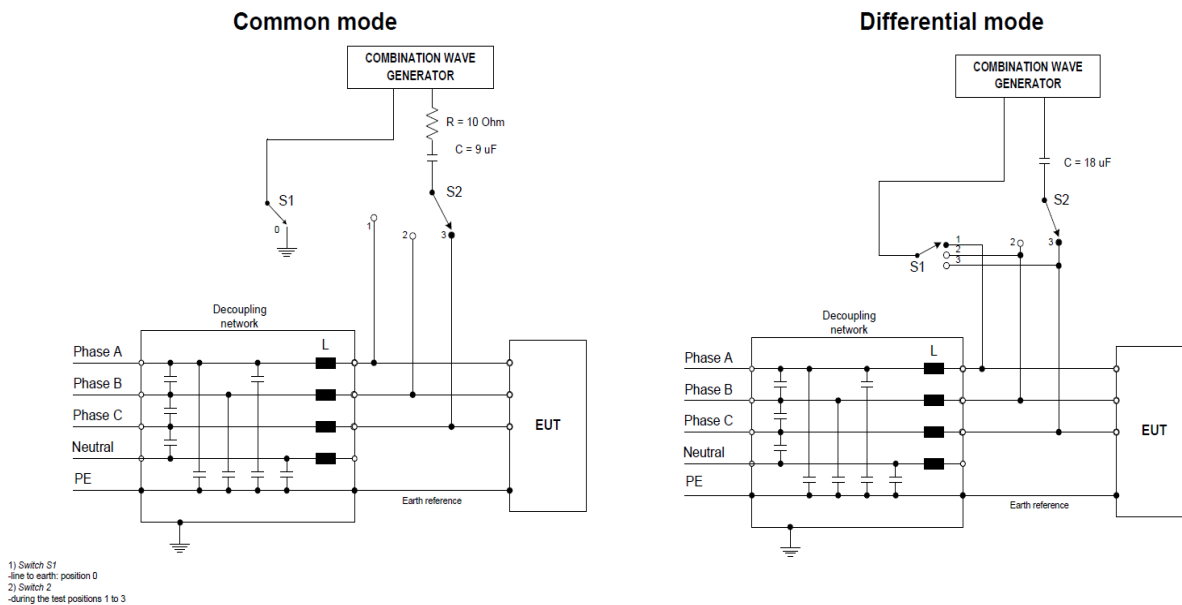 Common mode
COMBINATION WAVE
GENERATOR
R = 10 Ohm
C = 9 uF
S2
S1
0
1
2
3
Decoupling
network
L
Phase A
Phase B
Phase C
Neutral
PE
EUT
Earth reference
1) Switch S1
-line to earth: position 0
2) Switch 2
-during the test positions 1 to 3
Differential mode
COMBINATION WAVE
GENERATOR
C = 18 uF
S2
S1
1
2
3
2
3
Decoupling
network
L
Phase A
Phase B
Phase C
Neutral
PE
EUT
Earth reference